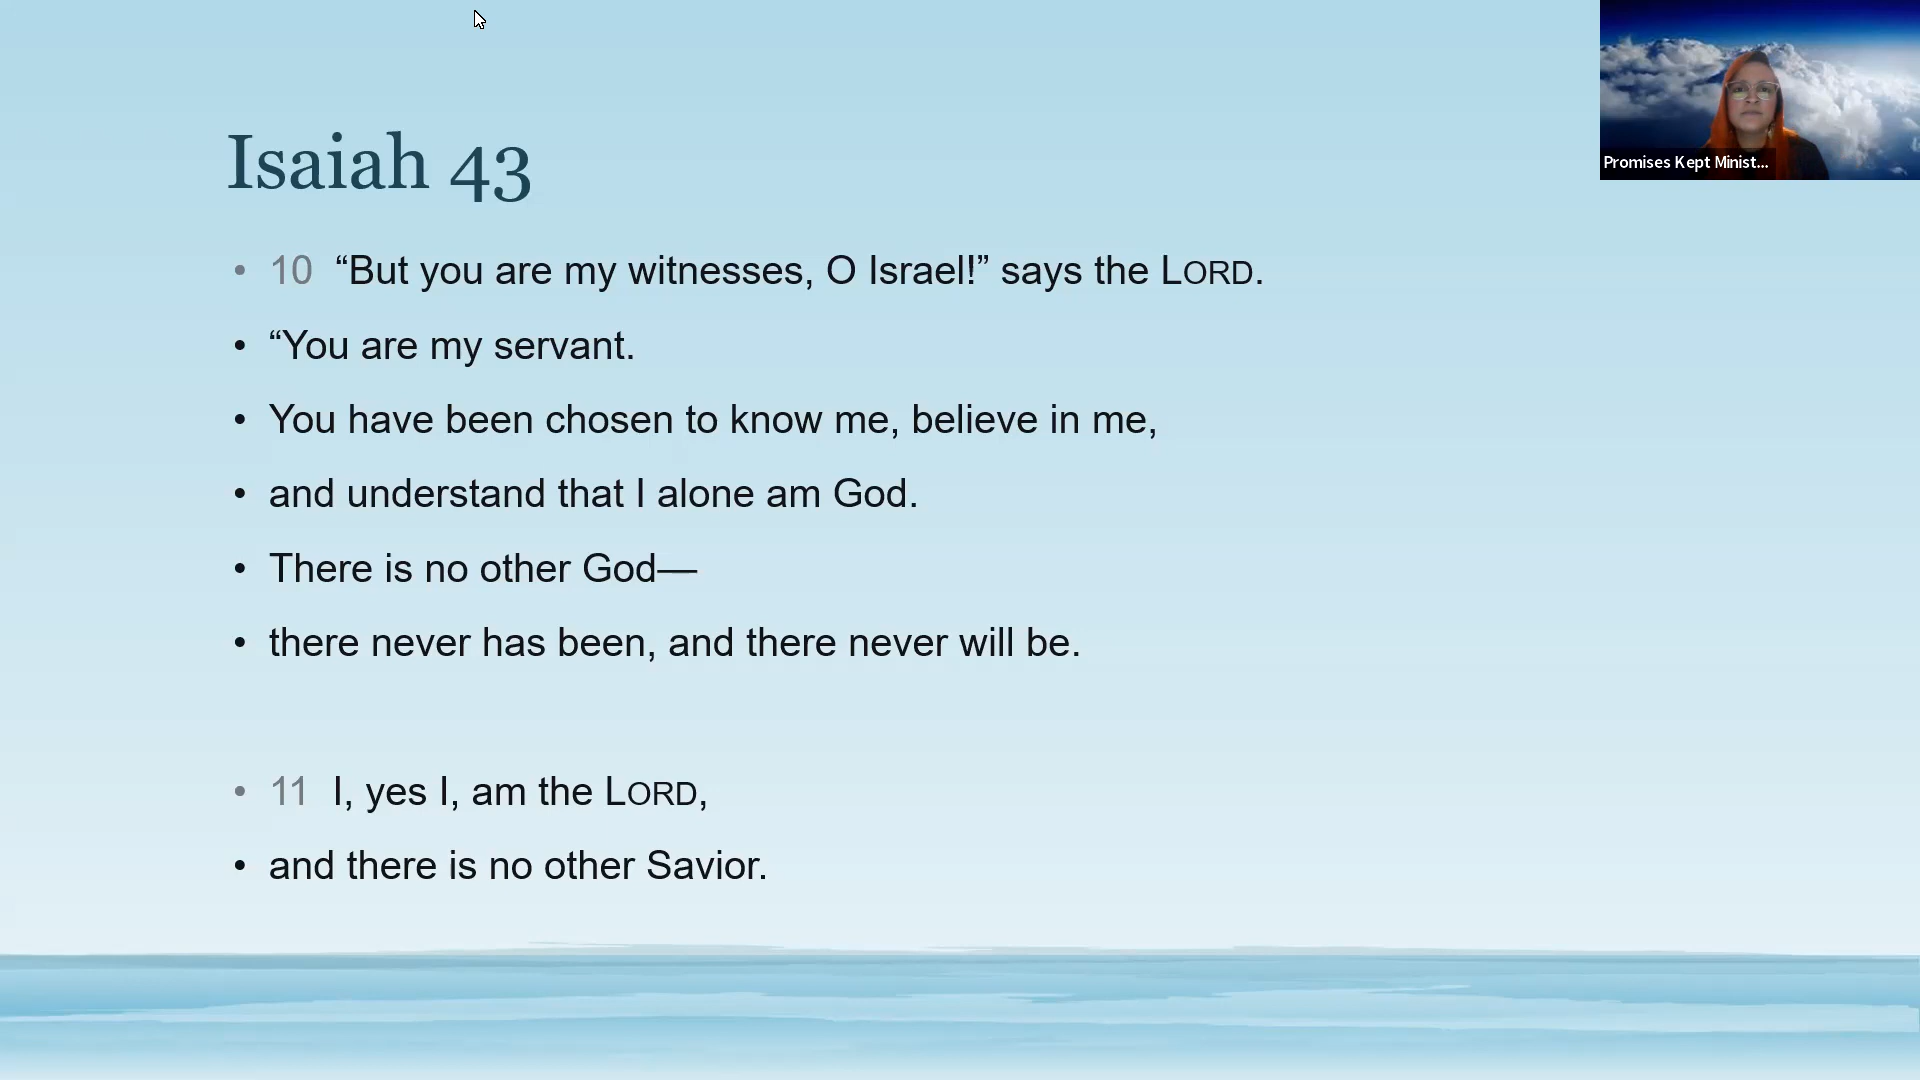 Isaiah 43
• 10 “But you are my witnesses, O Israel!” says the LORD.
• “You are my servant.
• You have been chosen to know me, believe in me,
• and understand that I alone am God.
• There is no other God—
• there never has been, and there never will be.
• 11 I, yes I, am the LORD,
• and there is no other Savior.
Promises Kept Minist...